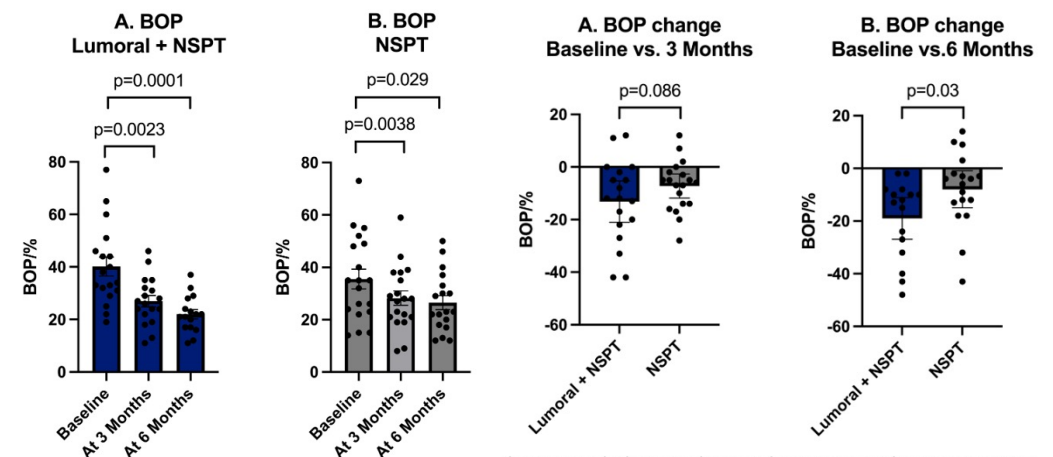 A. BOP
Lumoral + NSPT
p=0.0001
p=0.0023
80
60
40
20
0
BOP/%
Baseline
At 3 Months
At 6 Months
B. BOP
NSPT
p=0.029
p=0.0038
80
60
40
20
0
BOP/%
Baseline
At 3 Months
At 6 Months
A. BOP change
Baseline vs. 3 Months
p=0.086
20
0
-20
-40
-60
BOP/%
Lumoral + NSPT
NSPT
B. BOP change
Baseline vs.6 Months
p=0.03
20
0
-20
-40
-60
BOP/%
Lumoral + NSPT
NSPT